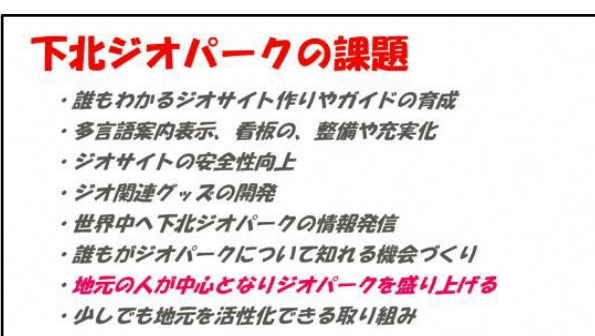 下北ジオパークの課題
・誰もわかるジオサイト作りやガイドの育成
・多言語案内表示、看板の、整備や充実化
・ジオサイトの安全性向上
・ジオ関連グッズの開発
・世界中へ下北ジオパークの情報発信
・誰もがジオパークについて知れる機会づくり
・地元の人が中心となりジオパークを盛り上げる
・少しでも地元を活性化できる取り組み